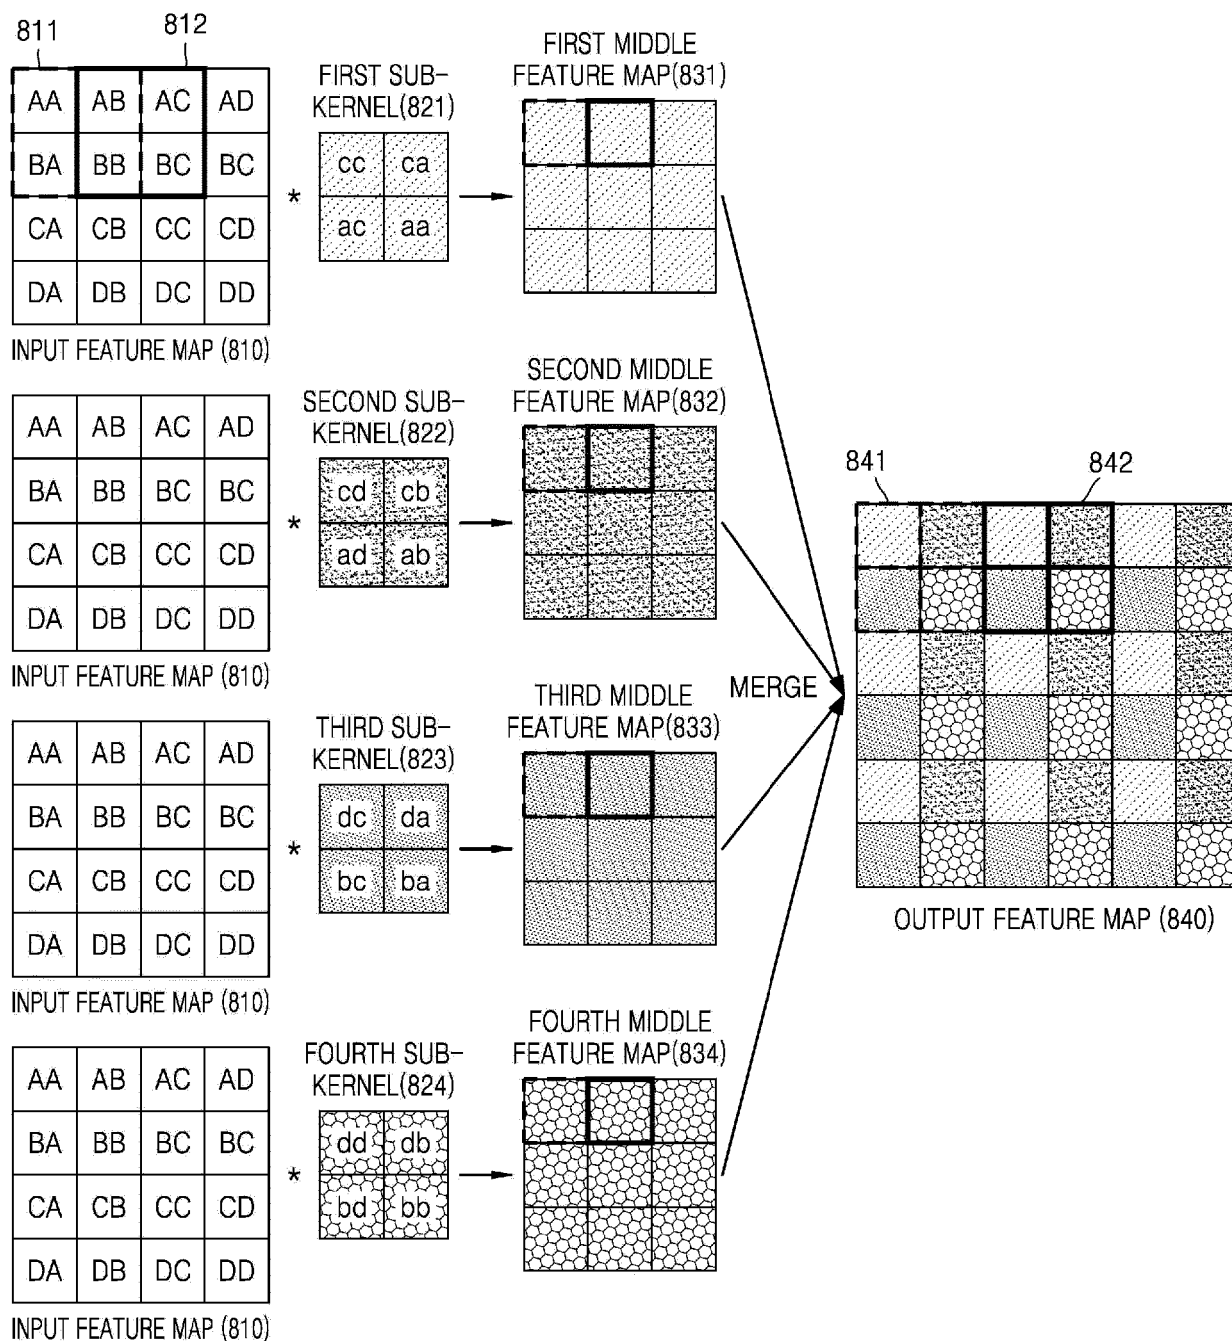 811
812
AA AB AC AD
BA BB BC BC
CA CB CC CD
DA DB DC DD
INPUT FEATURE MAP (810)
*
FIRST SUB-
KERNEL(821)
cc ca
ac aa
FIRST MIDDLE
FEATURE MAP(831)
AA AB AC AD
BA BB BC BC
CA CB CC CD
DA DB DC DD
INPUT FEATURE MAP (810)
*
SECOND SUB-
KERNEL(822)
cd cb
ad ab
SECOND MIDDLE
FEATURE MAP(832)
AA AB AC AD
BA BB BC BC
CA CB CC CD
DA DB DC DD
INPUT FEATURE MAP (810)
*
THIRD SUB-
KERNEL(823)
dc da
bc ba
THIRD MIDDLE
FEATURE MAP(833)
AA AB AC AD
BA BB BC BC
CA CB CC CD
DA DB DC DD
INPUT FEATURE MAP (810)
*
FOURTH SUB-
KERNEL(824)
dd db
bd bb
FOURTH MIDDLE
FEATURE MAP(834)
MERGE
841
842
OUTPUT FEATURE MAP (840)